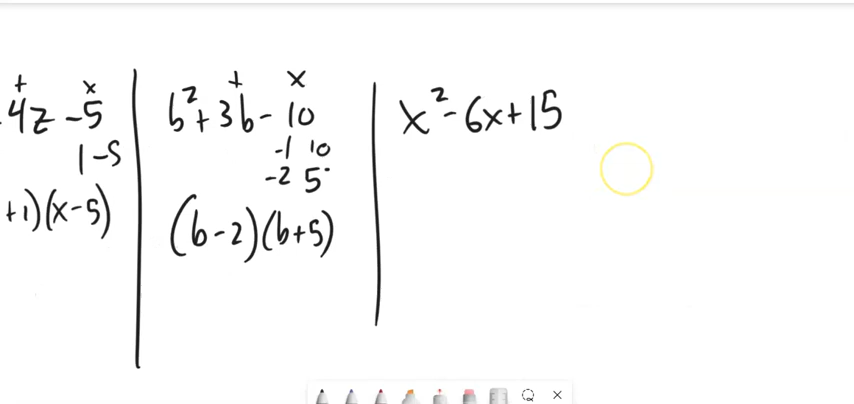 + x
4z -5
1 -5
+1)(x-5)
+ x
b²+3b-10
-1 10
-2 5
(b-2)(b+5)
x²-6x+15